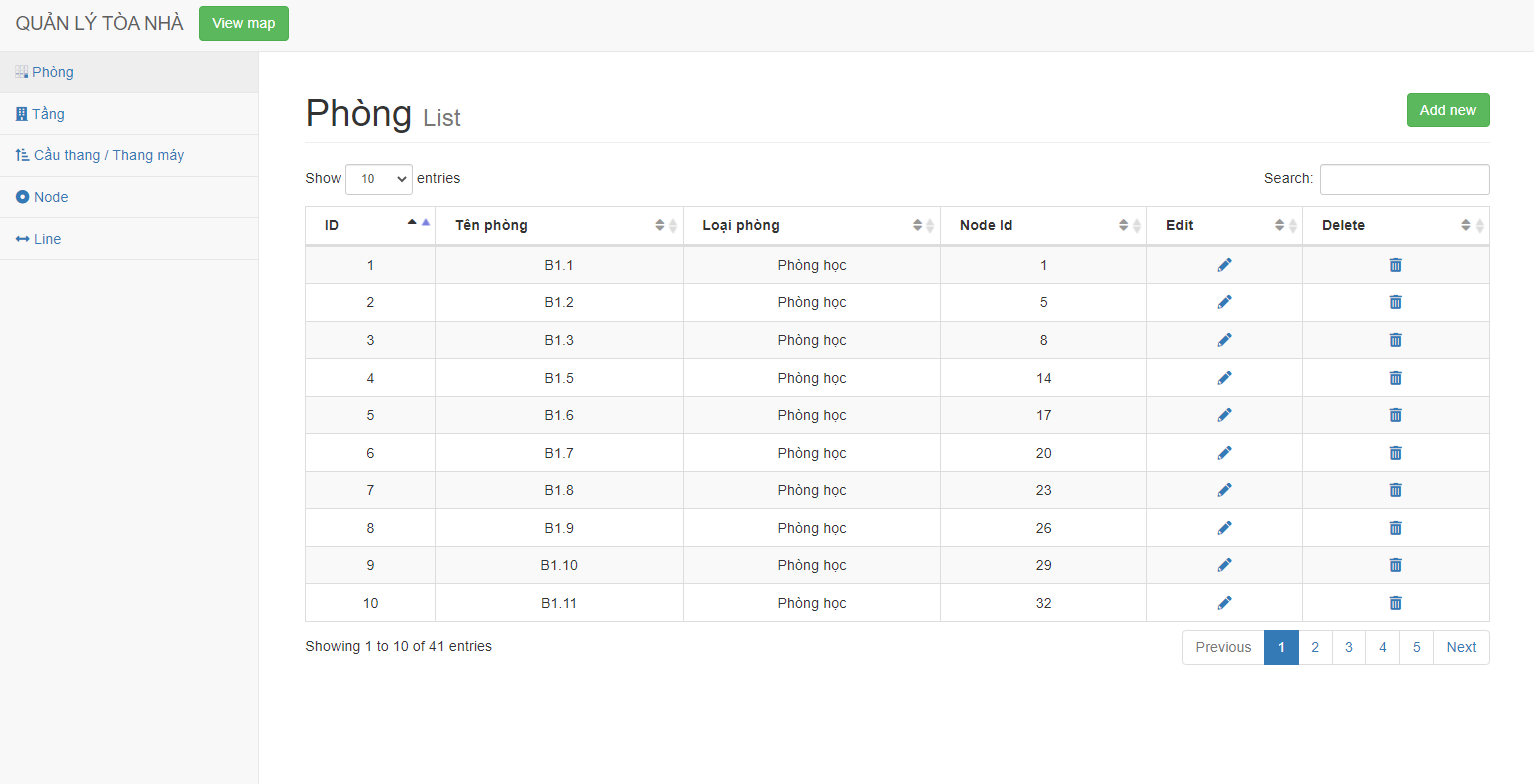 QUẢN LÝ TÒA NHÀ View map
Phòng
Tầng
Cầu thang / Thang máy
Node
Line
Phòng List
Add new
Show 10 entries
Search:
ID Tên phòng Loại phòng Node Id Edit Delete
1 B1.1 Phòng học 1
2 B1.2 Phòng học 5
3 B1.3 Phòng học 8
4 B1.5 Phòng học 14
5 B1.6 Phòng học 17
6 B1.7 Phòng học 20
7 B1.8 Phòng học 23
8 B1.9 Phòng học 26
9 B1.10 Phòng học 29
10 B1.11 Phòng học 32
Showing 1 to 10 of 41 entries
Previous 1 2 3 4 5 Next